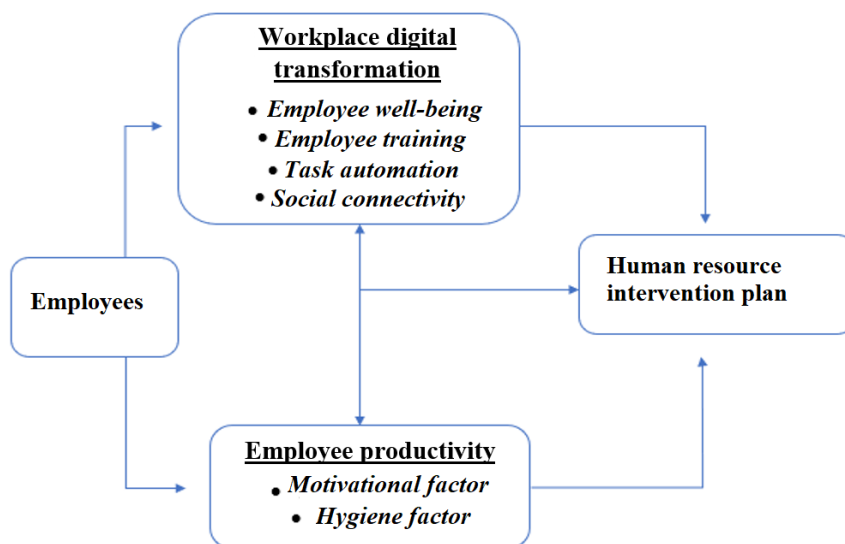 Workplace digital
transformation
• Employee well-being
• Employee training
• Task automation
• Social connectivity
Employees
Human resource
intervention plan
Employee productivity
• Motivational factor
• Hygiene factor